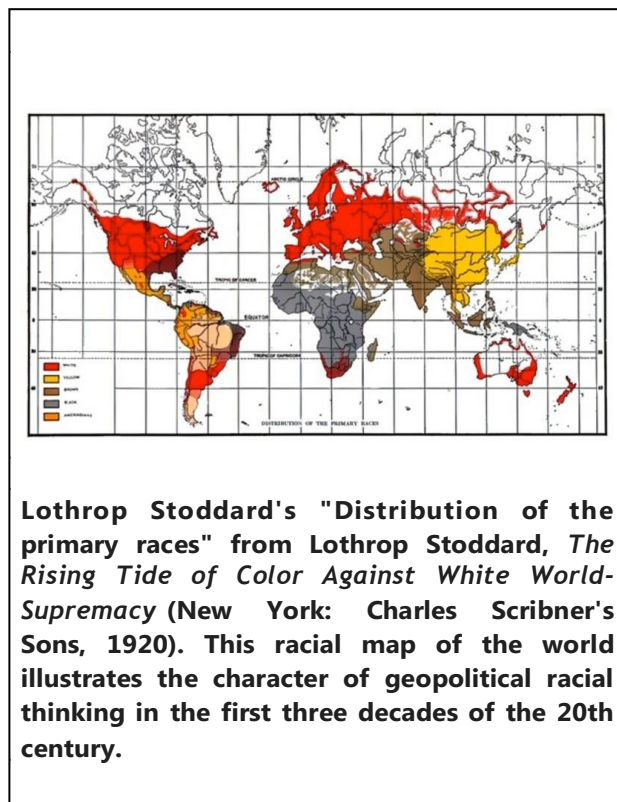 ARCTIC CIRCLE
TROPIC OF CANCER
EQUATOR
TROPIC OF CAPRICORN
WHITE
YELLOW
BROWN
BLACK
AMERINDIANS
DISTRIBUTION OF THE PRIMARY RACES
Lothrop Stoddard's "Distribution of the
primary races" from Lothrop Stoddard, The
Rising Tide of Color Against White World-
Supremacy (New York: Charles Scribner's
Sons, 1920). This racial map of the world
illustrates the character of geopolitical racial
thinking in the first three decades of the 20th
century.